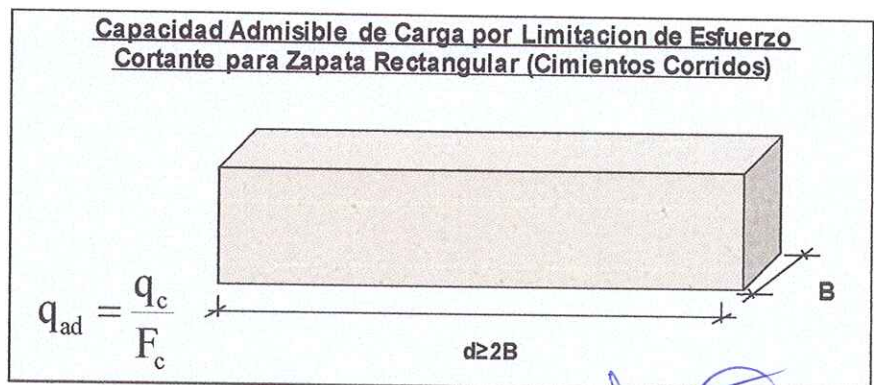 Capacidad Admisible de Carga por Limitacion de Esfuerzo
Cortante para Zapata Rectangular (Cimientos Corridos)
q_ad = q_c / F_c
B
d≥2B